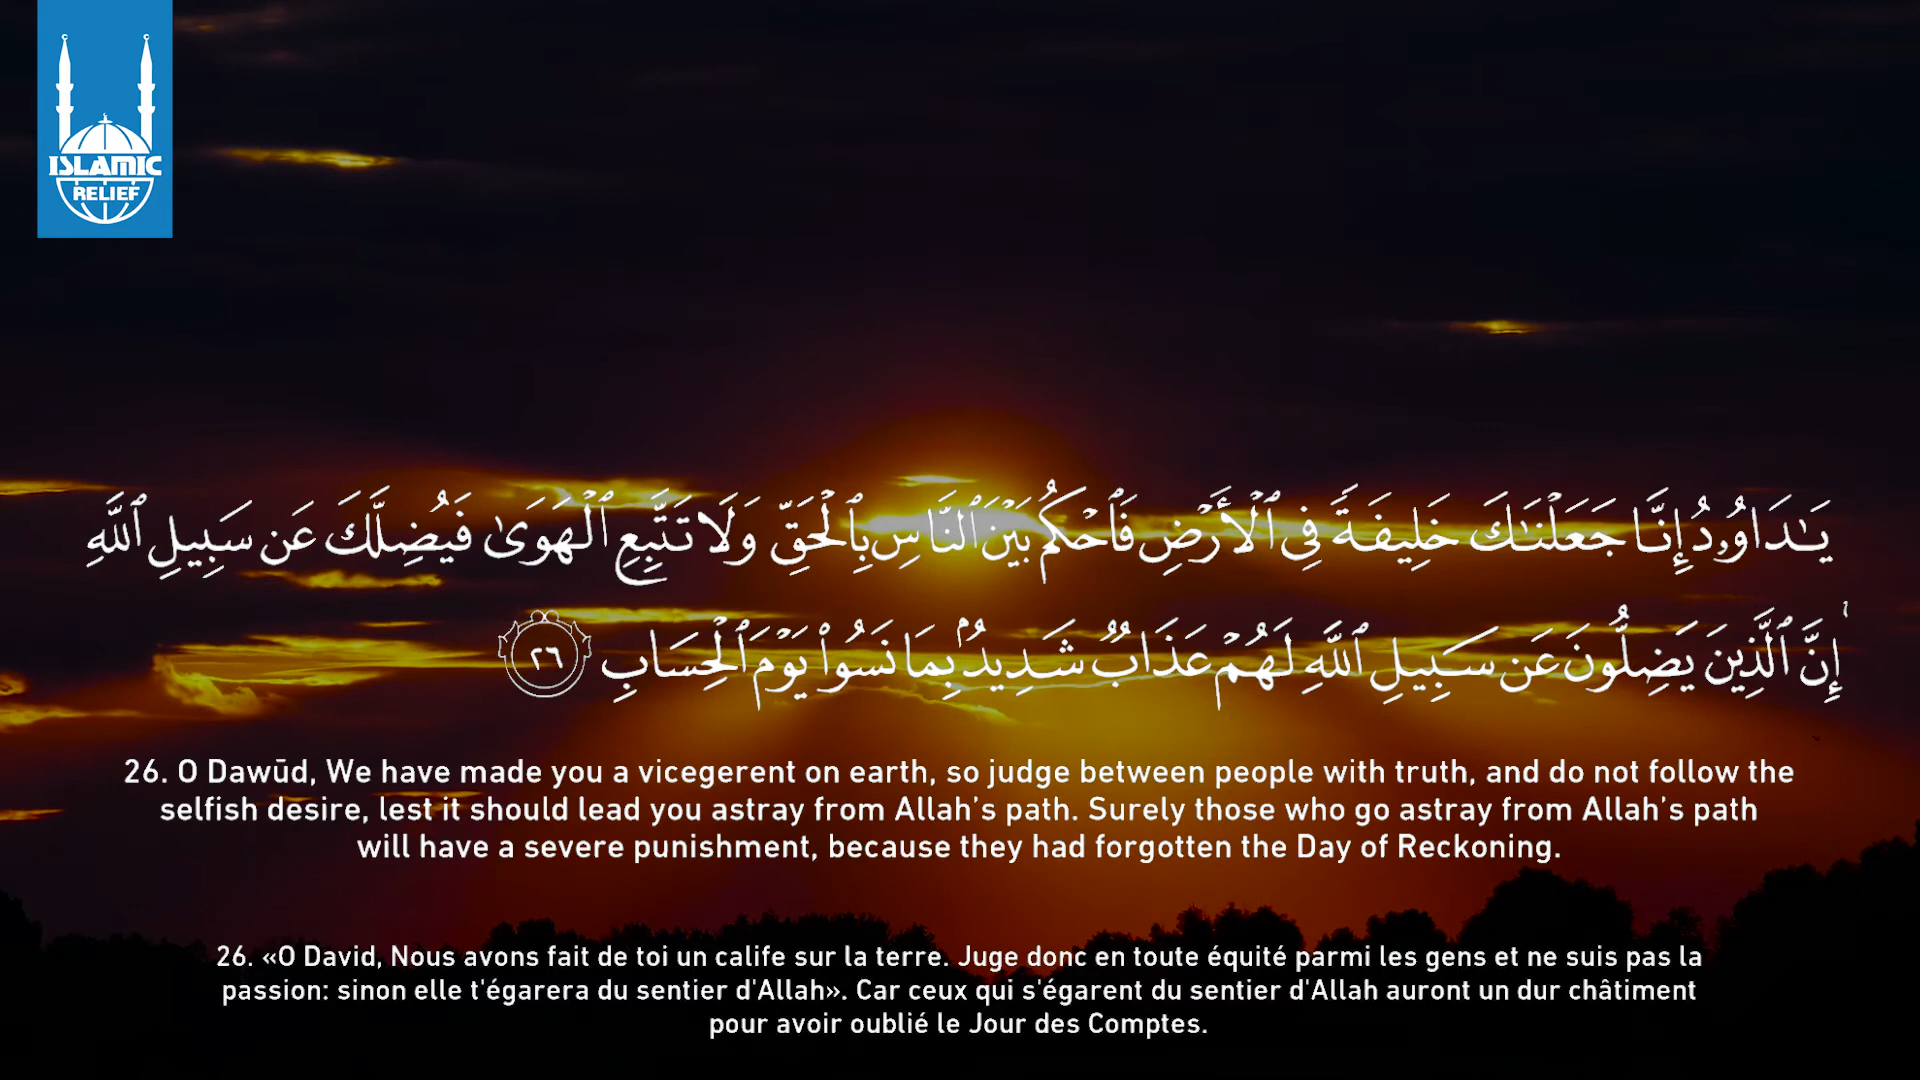 ISLAMIC
RELIEF
يَـٰدَاوُۥدُ إِنَّا جَعَلْنَـٰكَ خَلِيفَةً فِى ٱلْأَرْضِ فَٱحْكُم بَيْنَ ٱلنَّاسِ بِٱلْحَقِّ وَلَا تَتَّبِعِ ٱلْهَوَىٰ فَيُضِلَّكَ عَن سَبِيلِ ٱللَّهِ
إِنَّ ٱلَّذِينَ يَضِلُّونَ عَن سَبِيلِ ٱللَّهِ لَهُمْ عَذَابٌ شَدِيدٌۢ بِمَا نَسُوا۟ يَوْمَ ٱلْحِسَابِ ٢٦
26. O Dawūd, We have made you a vicegerent on earth, so judge between people with truth, and do not follow the
selfish desire, lest it should lead you astray from Allah’s path. Surely those who go astray from Allah’s path
will have a severe punishment, because they had forgotten the Day of Reckoning.
26. «O David, Nous avons fait de toi un calife sur la terre. Juge donc en toute équité parmi les gens et ne suis pas la
passion: sinon elle t'égarera du sentier d'Allah». Car ceux qui s'égarent du sentier d'Allah auront un dur châtiment
pour avoir oublié le Jour des Comptes.